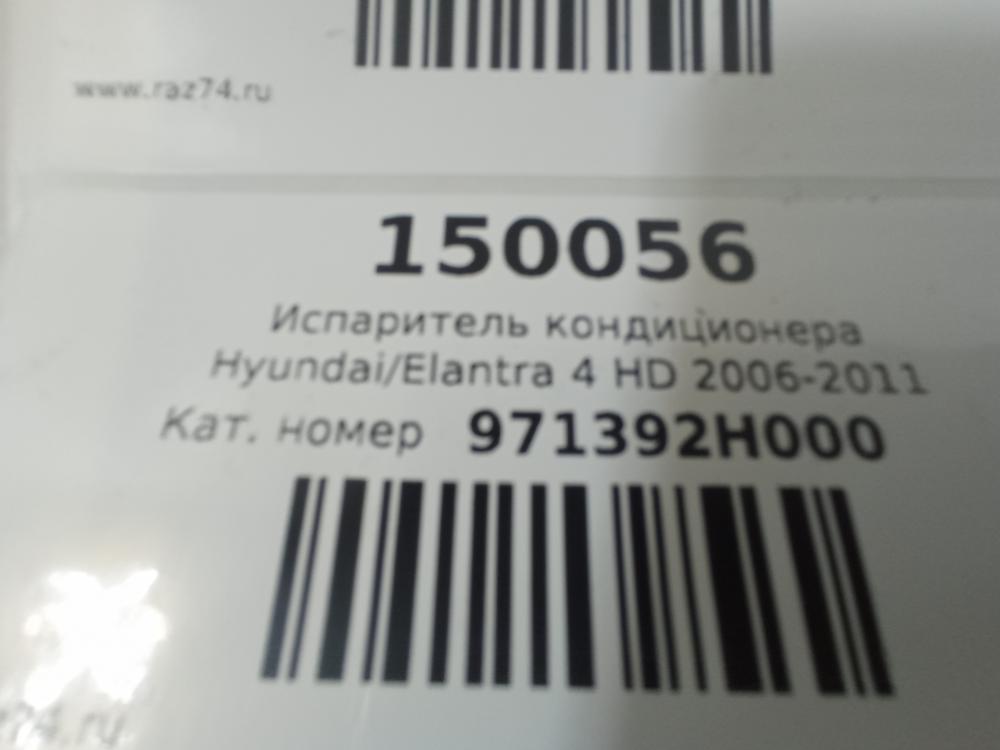 www.raz74.ru
150056
Испаритель кондиционера
Hyundai/Elantra 4 HD 2006-2011
Кат. номер 971392H000